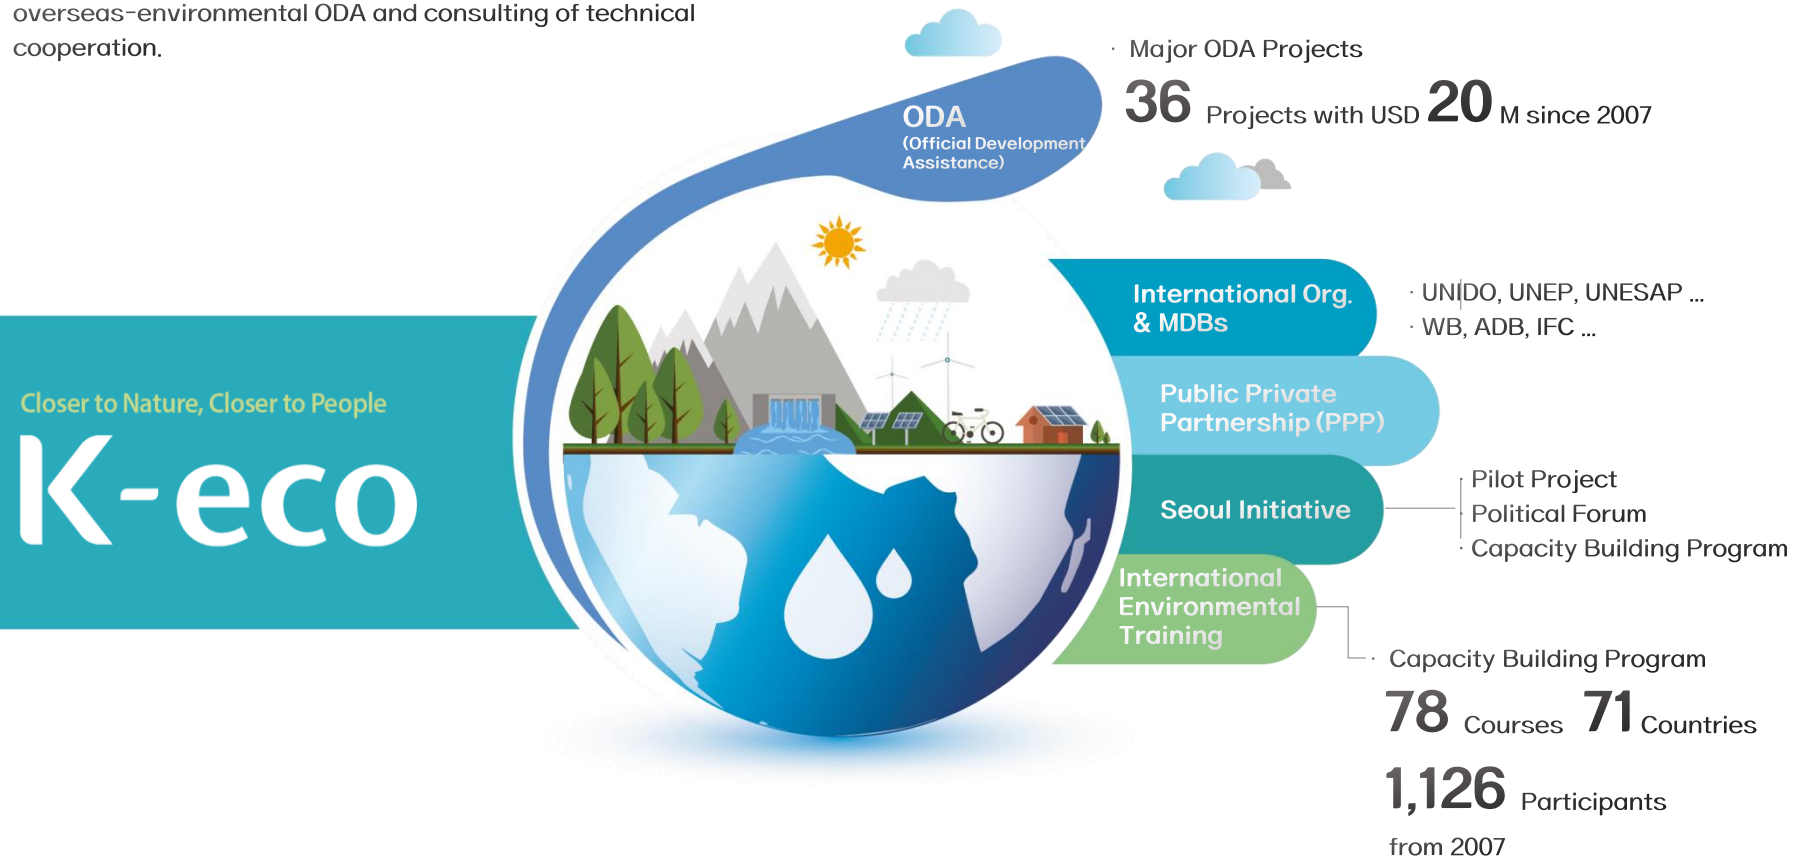 overseas-environmental ODA and consulting of technical
cooperation.
· Major ODA Projects
36 Projects with USD 20 M since 2007
ODA
(Official Development
Assistance)
International Org.
& MDBs
· UNIDO, UNEP, UNESAP ...
· WB, ADB, IFC ...
Public Private
Partnership (PPP)
Closer to Nature, Closer to People
K-eco
Seoul Initiative
· Pilot Project
· Political Forum
· Capacity Building Program
International
Environmental
Training
· Capacity Building Program
78 Courses 71 Countries
1,126 Participants
from 2007